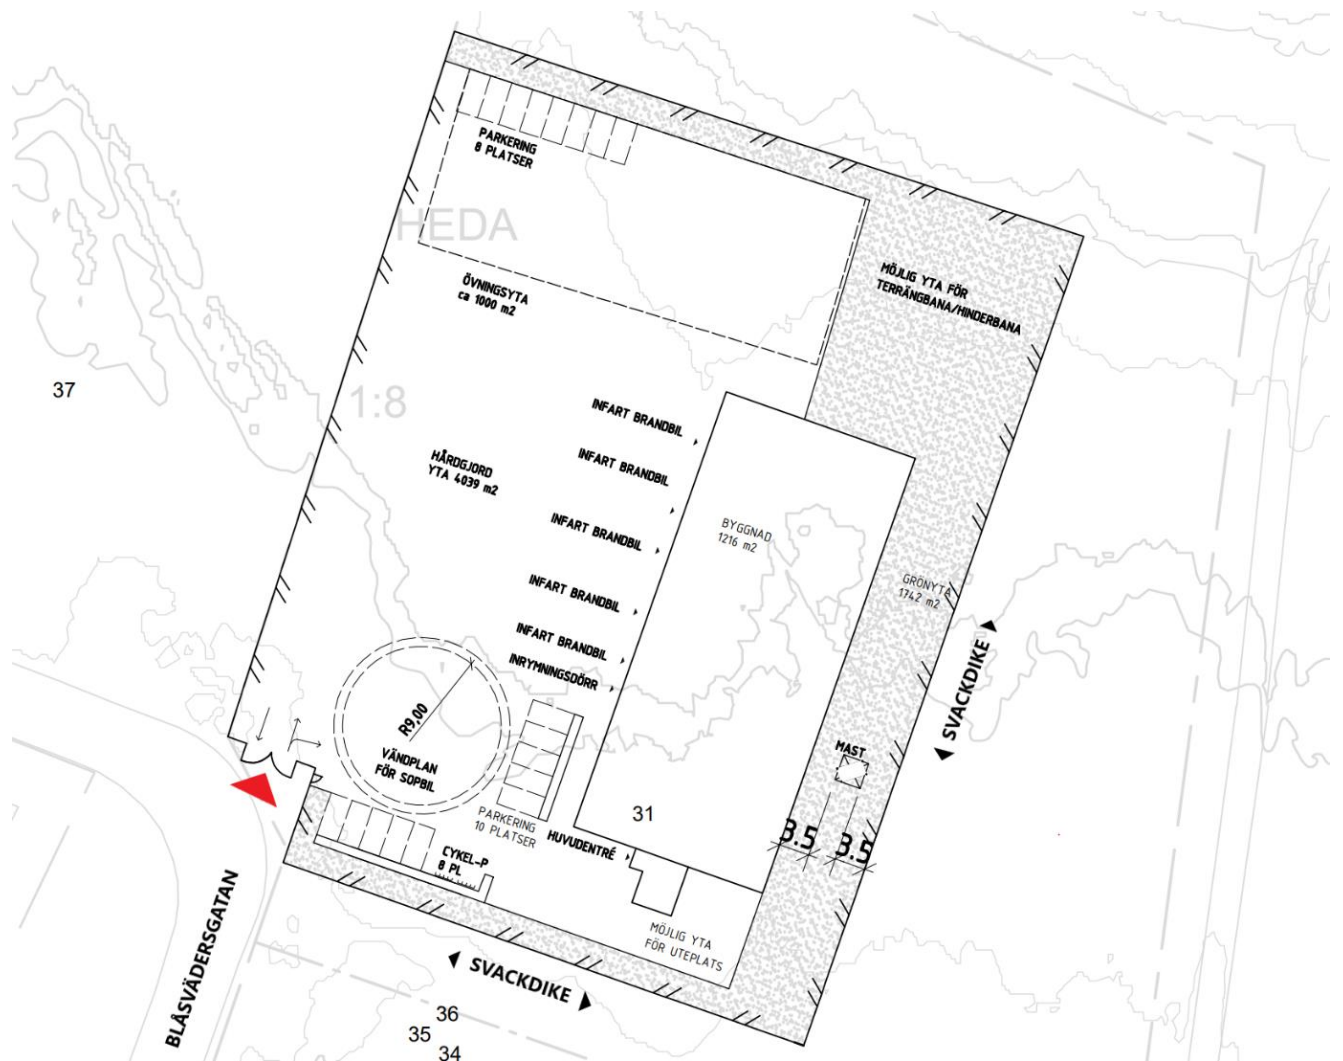 PARKERING
8 PLATSER
HEDA
MÖJLIG YTA FÖR
TERRÄNGBANA/HINDERBANA
ÖVNINGSYTA
ca 1000 m2
37
1:8
INFART BRANDBIL
INFART BRANDBIL
HÅRDGJORD
YTA 4039 m2
INFART BRANDBIL
BYGGNAD
1216 m2
INFART BRANDBIL
GRÖNYTA
1742 m2
INFART BRANDBIL
INRYMNINGSDÖRR
SVACKDIKE
R9,00
VÄNDPLAN
FÖR SOPBIL
MAST
PARKERING
10 PLATSER
31
HUVUDENTRÉ
3.5
3.5
CYKEL-P
8 PL
BLÅSVÄDERSGATAN
MÖJLIG YTA
FÖR UTEPLATS
SVACKDIKE
36
35
34